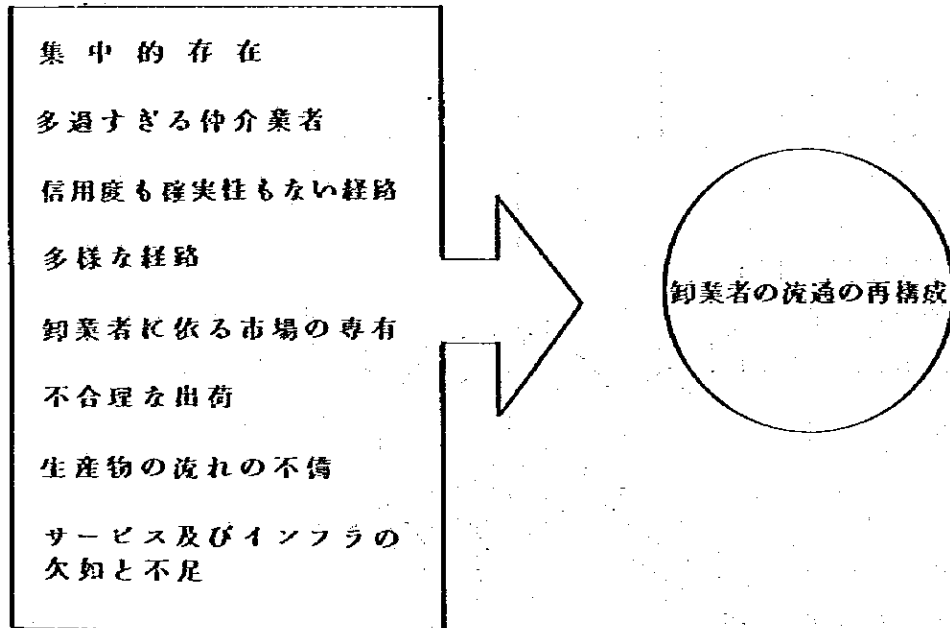 集中的存在
多過すぎる仲介業者
信用度も確実性もない経路
多様な経路
卸業者に依る市場の専有
不合理な出荷
生産物の流れの不備
サービス及びインフラの
欠如と不足
卸業者の流通の再構成